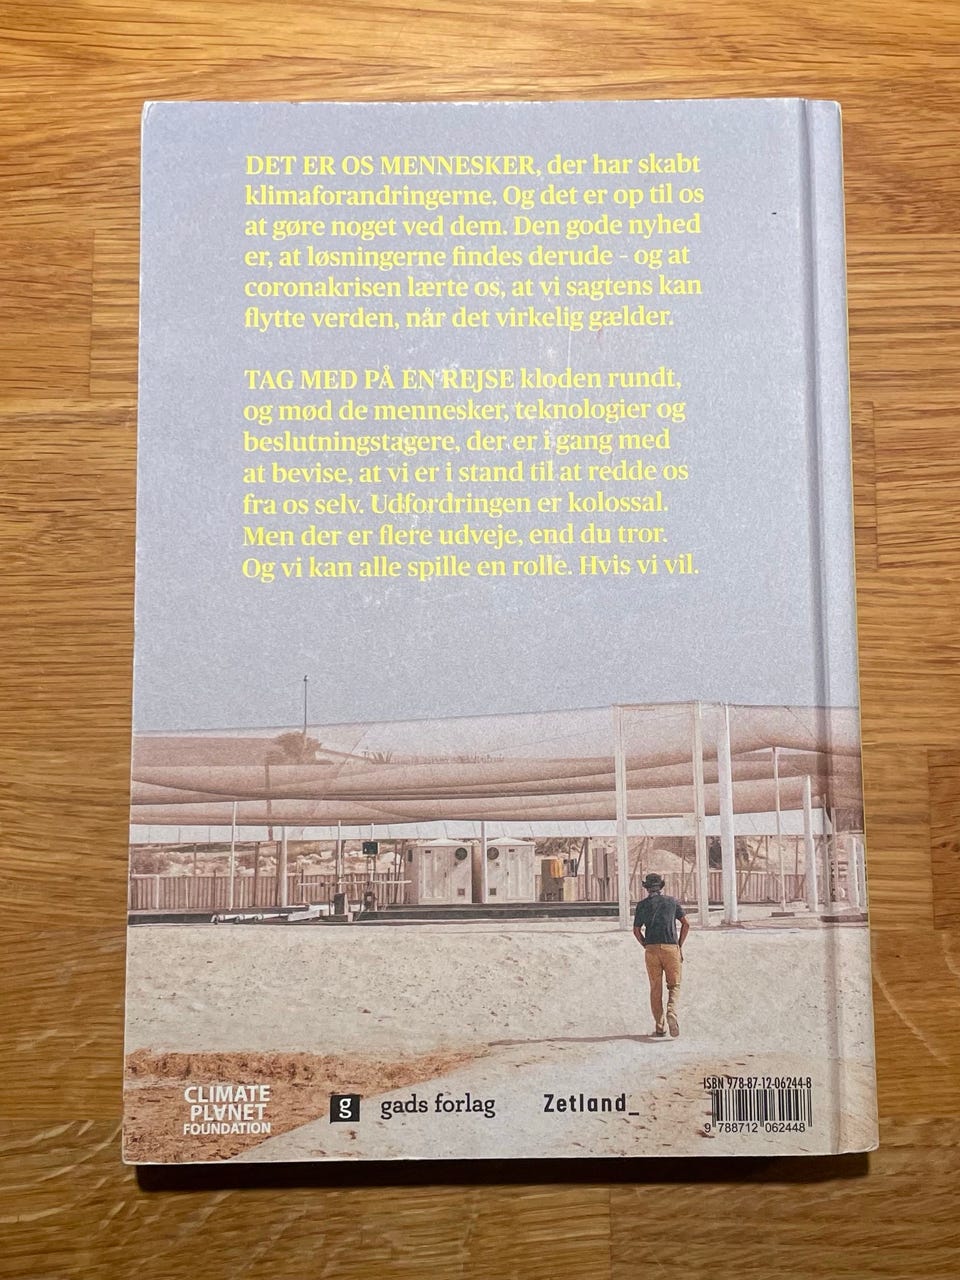 DET ER OS MENNESKER, der har skabt
klimaforandringerne. Og det er op til os
at gøre noget ved dem. Den gode nyhed
er, at løsningerne findes derude - og at
coronakrisen lærte os, at vi sagtens kan
flytte verden, når det virkelig gælder.
TAG MED PÅ EN REJSE kloden rundt,
og mød de mennesker, teknologier og
beslutningstagere, der er i gang med
at bevise, at vi er i stand til at redde os
fra os selv. Udfordringen er kolossal.
Men der er flere udveje, end du tror.
Og vi kan alle spille en rolle. Hvis vi vil.
CLIMATE
PLANET
FOUNDATION
g gads forlag
Zetland_
ISBN 978-87-12-06244-8
9 788712 062448